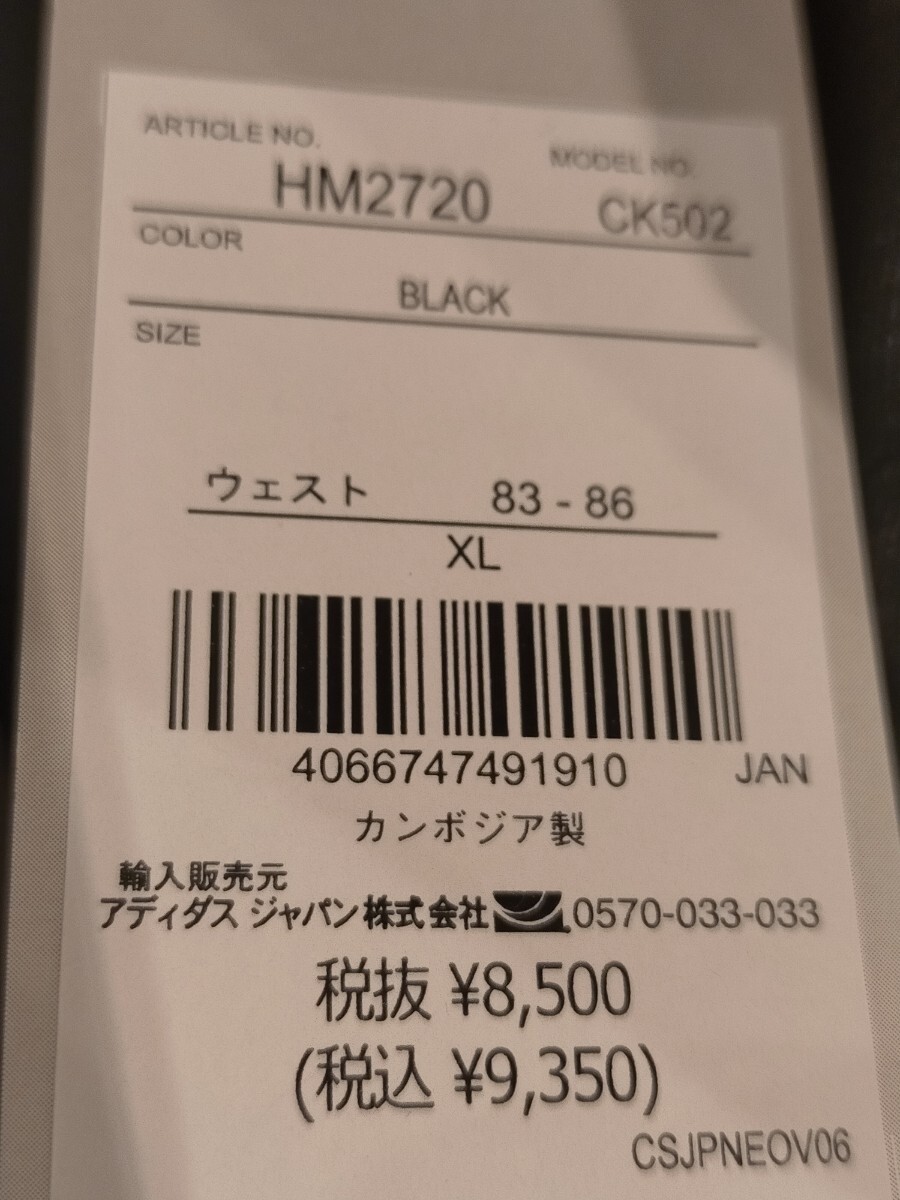 ARTICLE NO.
MODEL NO.
HM2720
CK502
COLOR
BLACK
SIZE
ウェスト 83 - 86
XL
4066747491910 JAN
カンボジア製
輸入販売元
アディダス ジャパン株式会社 0570-033-033
税抜 ¥8,500
(税込 ¥9,350)
CSJPNEOV06